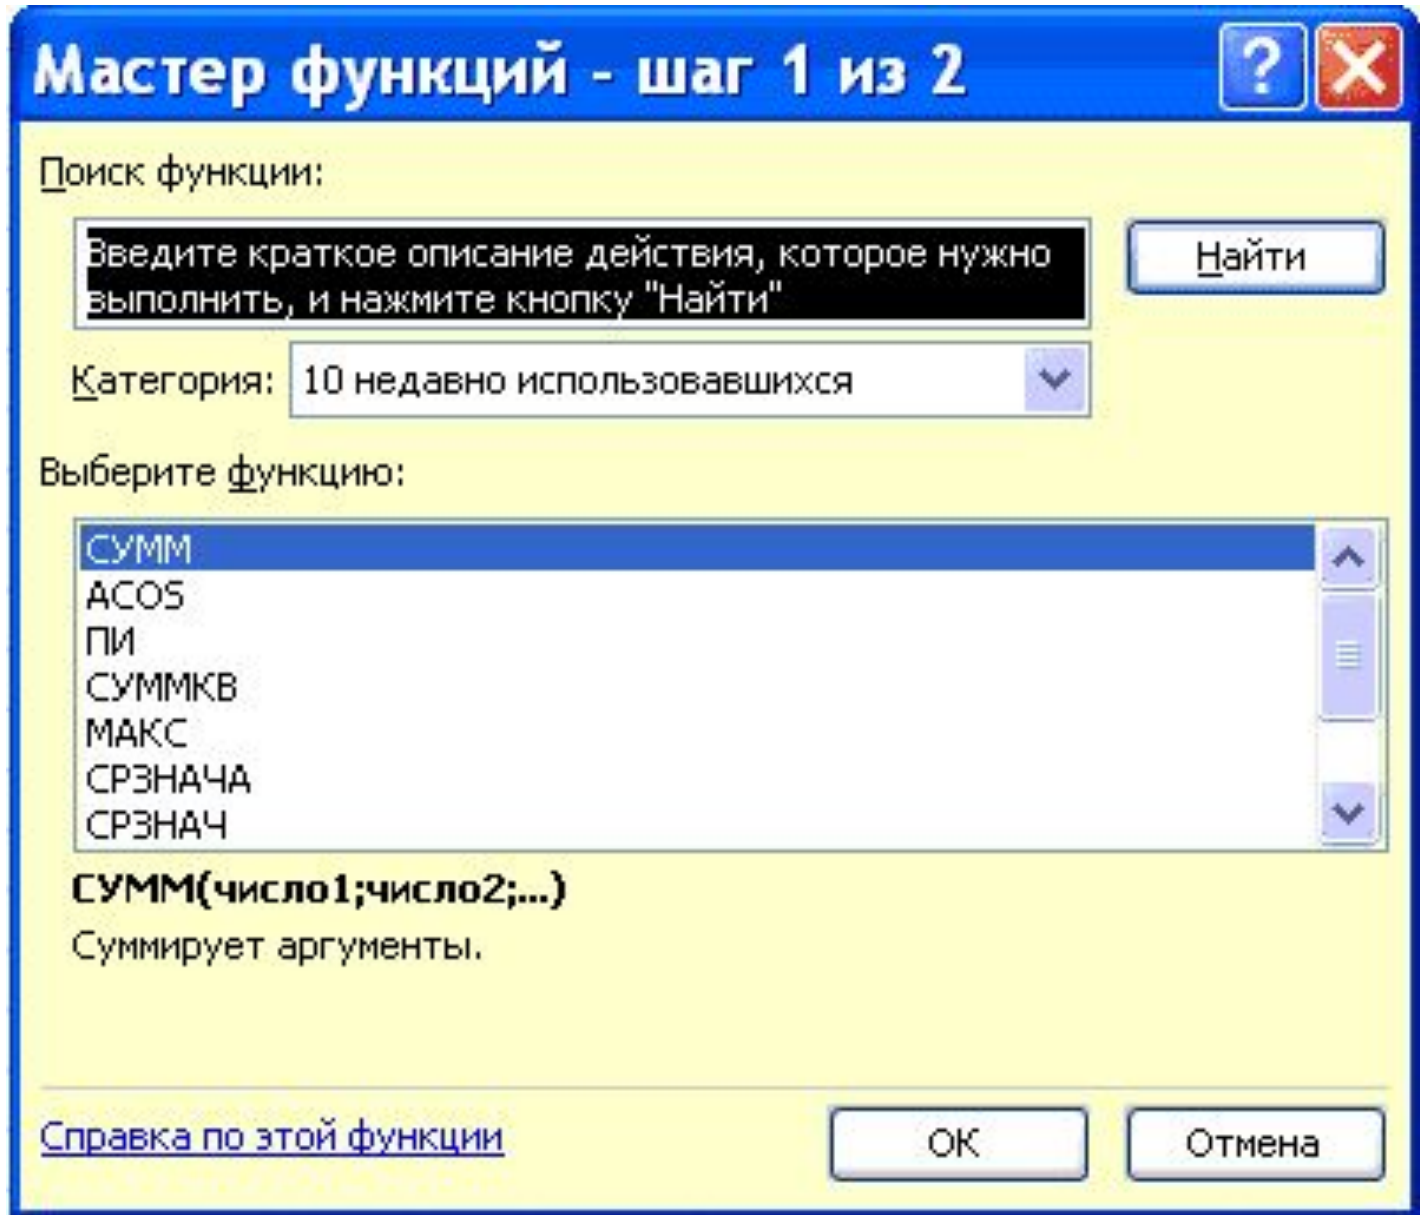 Мастер функций - шаг 1 из 2
Поиск функции:
Введите краткое описание действия, которое нужно
выполнить, и нажмите кнопку "Найти"
Найти
Категория: 10 недавно использовавшихся
Выберите функцию:
СУММ
ACOS
ПИ
СУММКВ
МАКС
СРЗНАЧА
СРЗНАЧ
СУММ(число1;число2;...)
Суммирует аргументы.
Справка по этой функции
ОК
Отмена